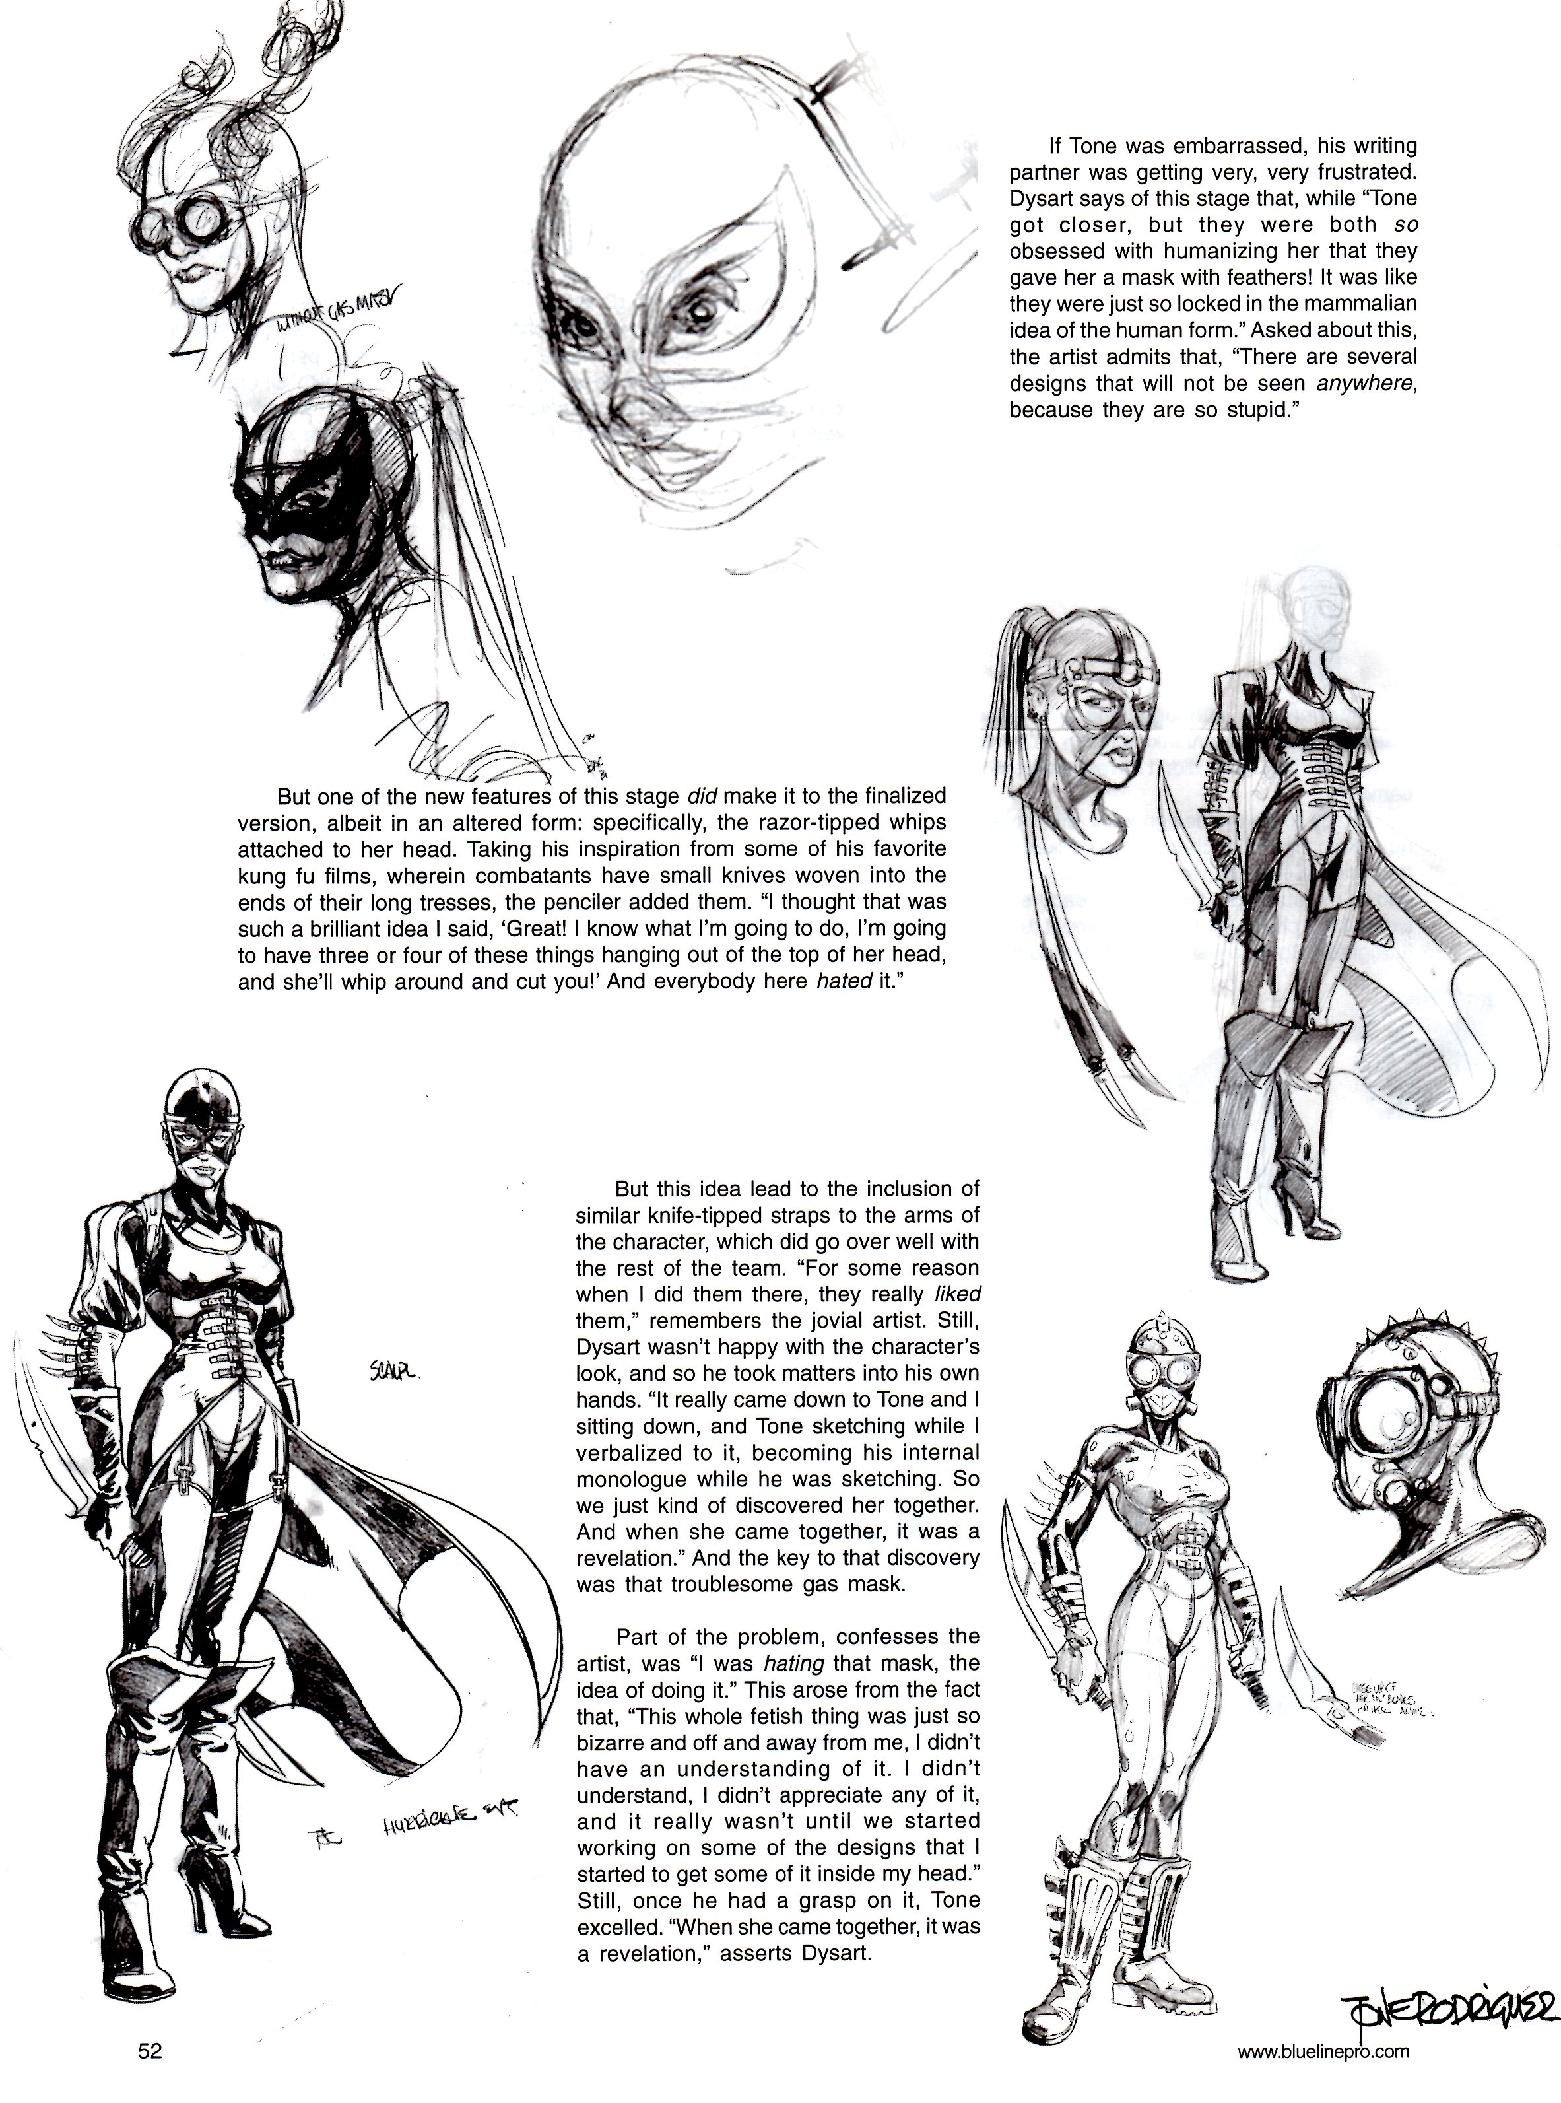 If Tone was embarrassed, his writing
partner was getting very, very frustrated.
Dysart says of this stage that, while “Tone
got closer, but they were both so
obsessed with humanizing her that they
gave her a mask with feathers! It was like
they were just so locked in the mammalian
idea of the human form.” Asked about this,
the artist admits that, “There are several
designs that will not be seen anywhere,
because they are so stupid.”
WITHOUT GAS MASK
But one of the new features of this stage did make it to the finalized
version, albeit in an altered form: specifically, the razor-tipped whips
attached to her head. Taking his inspiration from some of his favorite
kung fu films, wherein combatants have small knives woven into the
ends of their long tresses, the penciler added them. “I thought that was
such a brilliant idea I said, ‘Great! I know what I’m going to do, I’m going
to have three or four of these things hanging out of the top of her head,
and she’ll whip around and cut you!’ And everybody here hated it.”
But this idea lead to the inclusion of
similar knife-tipped straps to the arms of
the character, which did go over well with
the rest of the team. “For some reason
when I did them there, they really liked
them,” remembers the jovial artist. Still,
Dysart wasn’t happy with the character’s
look, and so he took matters into his own
hands. “It really came down to Tone and I
sitting down, and Tone sketching while I
verbalized to it, becoming his internal
monologue while he was sketching. So
we just kind of discovered her together.
And when she came together, it was a
revelation.” And the key to that discovery
was that troublesome gas mask.
Part of the problem, confesses the
artist, was “I was hating that mask, the
idea of doing it.” This arose from the fact
that, “This whole fetish thing was just so
bizarre and off and away from me, I didn’t
have an understanding of it. I didn’t
understand, I didn’t appreciate any of it,
and it really wasn’t until we started
working on some of the designs that I
started to get some of it inside my head.”
Still, once he had a grasp on it, Tone
excelled. “When she came together, it was
a revelation,” asserts Dysart.
TONE RODRIGUEZ
52
www.bluelinepro.com